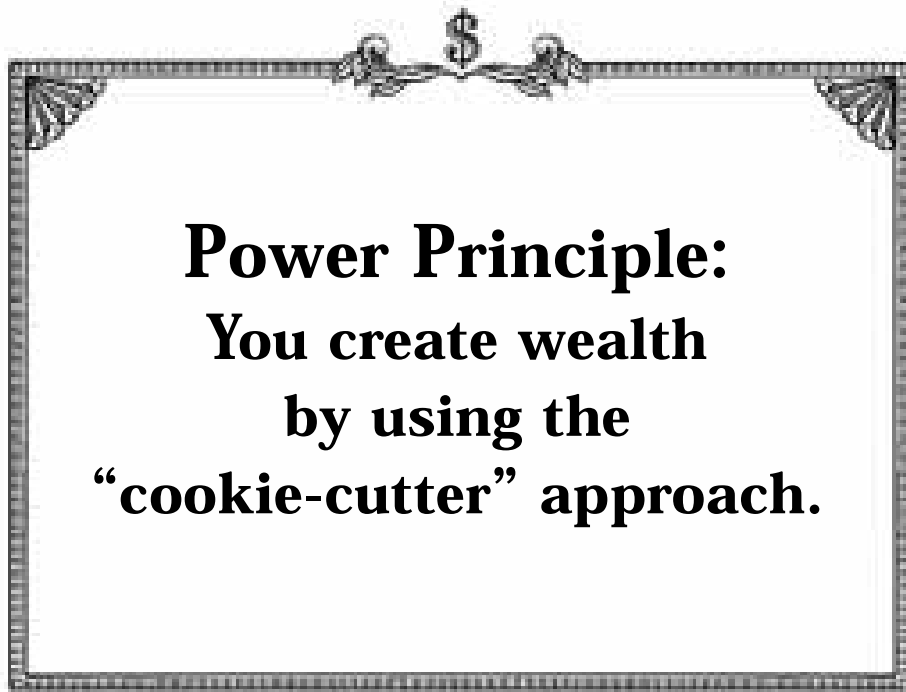 $
Power Principle:
You create wealth
by using the
“cookie-cutter” approach.